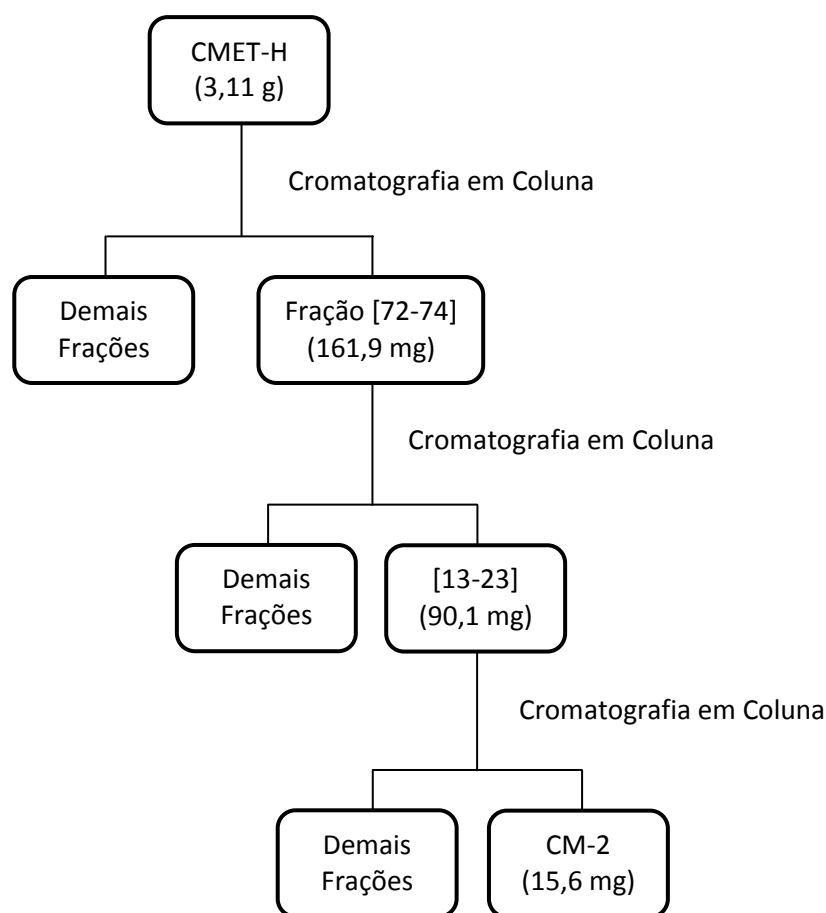 CMET-H
(3,11 g)
Cromatografia em Coluna
Demais
Frações
Fração [72-74]
(161,9 mg)
Cromatografia em Coluna
Demais
Frações
[13-23]
(90,1 mg)
Cromatografia em Coluna
Demais
Frações
CM-2
(15,6 mg)